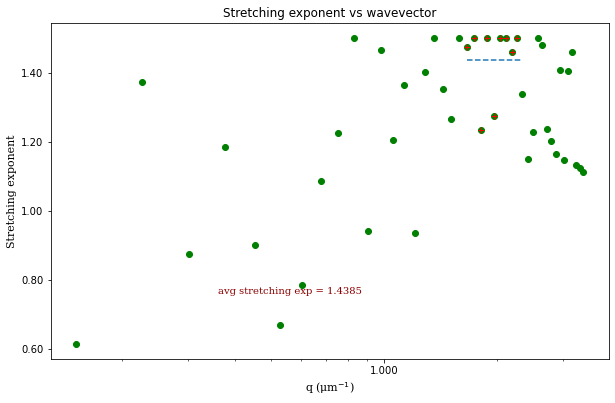 Stretching exponent vs wavevector
1.40
1.20
1.00
0.80
0.60
Stretching exponent
avg stretching exp = 1.4385
1.000
q (μm⁻¹)